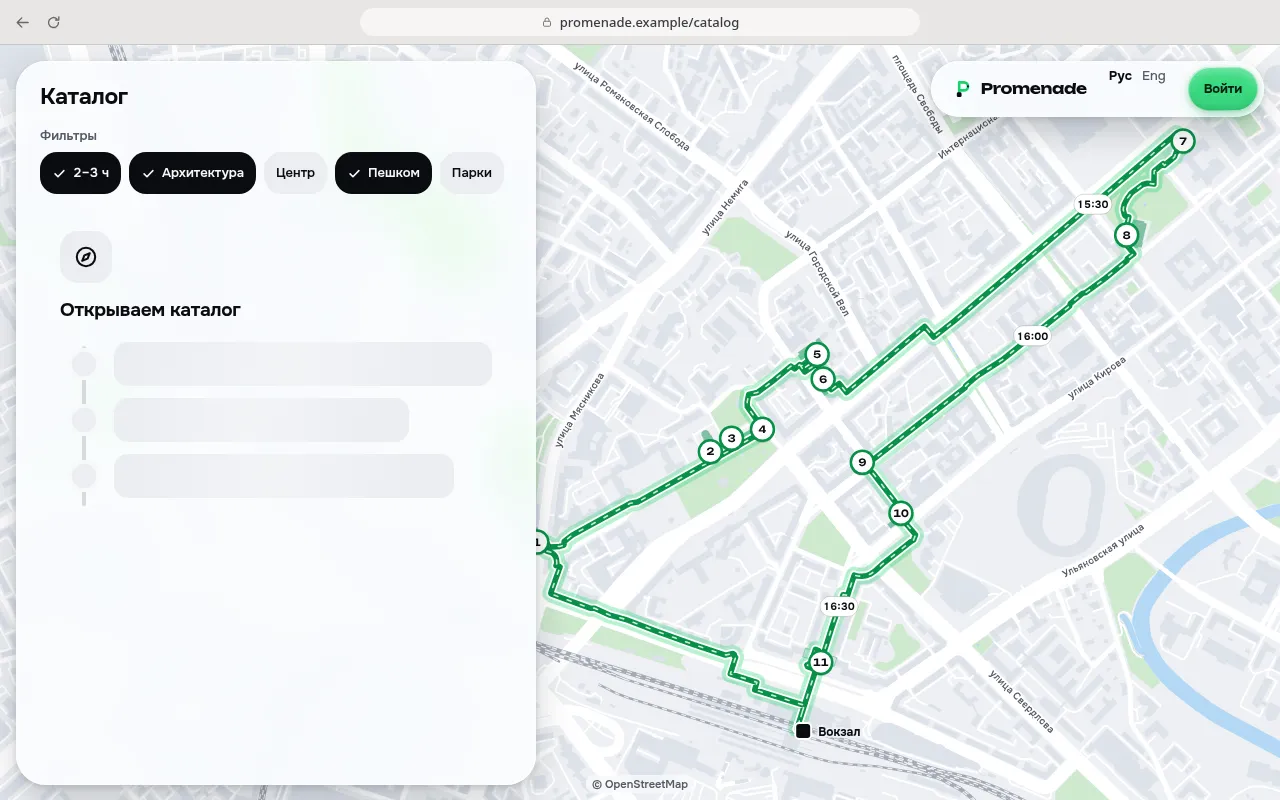 promenade.example/catalog
Каталог
Фильтры
2–3 ч
Архитектура
Центр
Пешком
Парки
Открываем каталог
Promenade
Рус
Eng
Войти
улица Романовская Слобода
площадь Свободы
улица Немига
улица Городской Вал
улица Мясникова
улица Кирова
Ульяновская улица
улица Свердлова
7
15:30
8
16:00
5
6
4
3
2
9
10
1
16:30
11
Вокзал
© OpenStreetMap